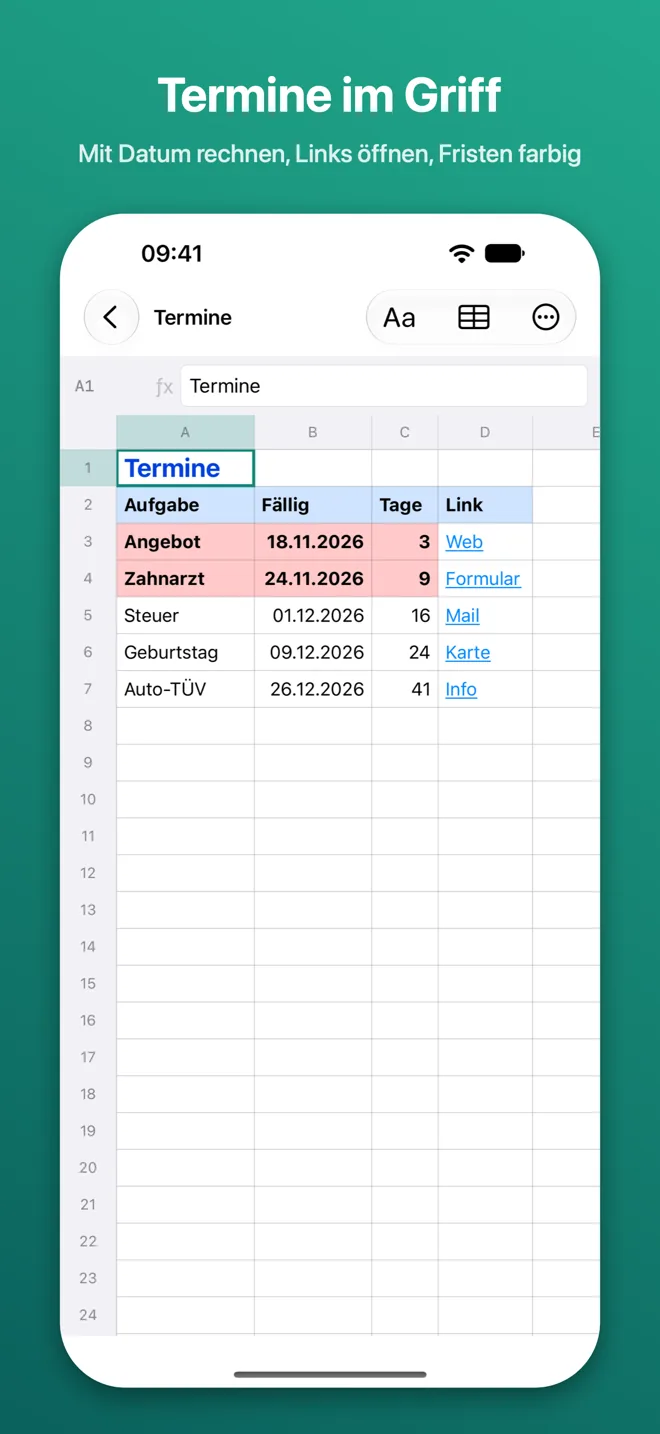 Termine im Griff
Mit Datum rechnen, Links öffnen, Fristen farbig
09:41
Termine
Aa
A1 fx Termine
A B C D E
1 Termine
2 Aufgabe Fällig Tage Link
3 Angebot 18.11.2026 3 Web
4 Zahnarzt 24.11.2026 9 Formular
5 Steuer 01.12.2026 16 Mail
6 Geburtstag 09.12.2026 24 Karte
7 Auto-TÜV 26.12.2026 41 Info
8
9
10
11
12
13
14
15
16
17
18
19
20
21
22
23
24